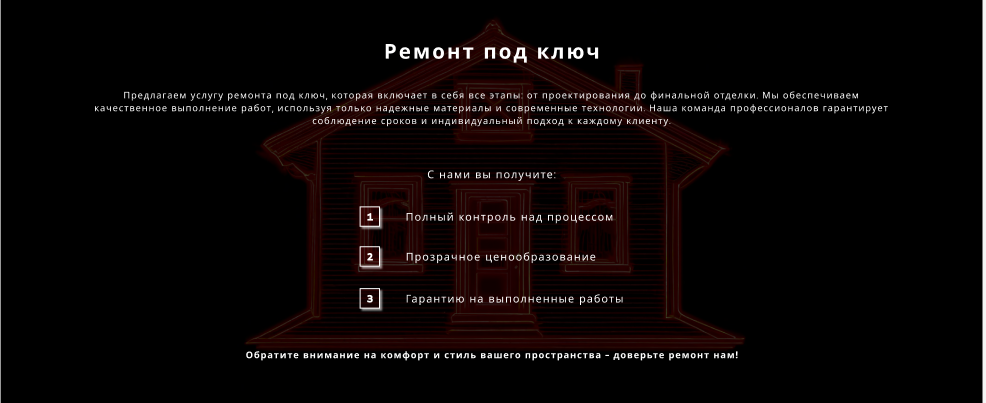 Ремонт под ключ
Предлагаем услугу ремонта под ключ, которая включает в себя все этапы: от проектирования до финальной отделки. Мы обеспечиваем
качественное выполнение работ, используя только надежные материалы и современные технологии. Наша команда профессионалов гарантирует
соблюдение сроков и индивидуальный подход к каждому клиенту.
С нами вы получите:
1 Полный контроль над процессом
2 Прозрачное ценообразование
3 Гарантию на выполненные работы
Обратите внимание на комфорт и стиль вашего пространства – доверьте ремонт нам!